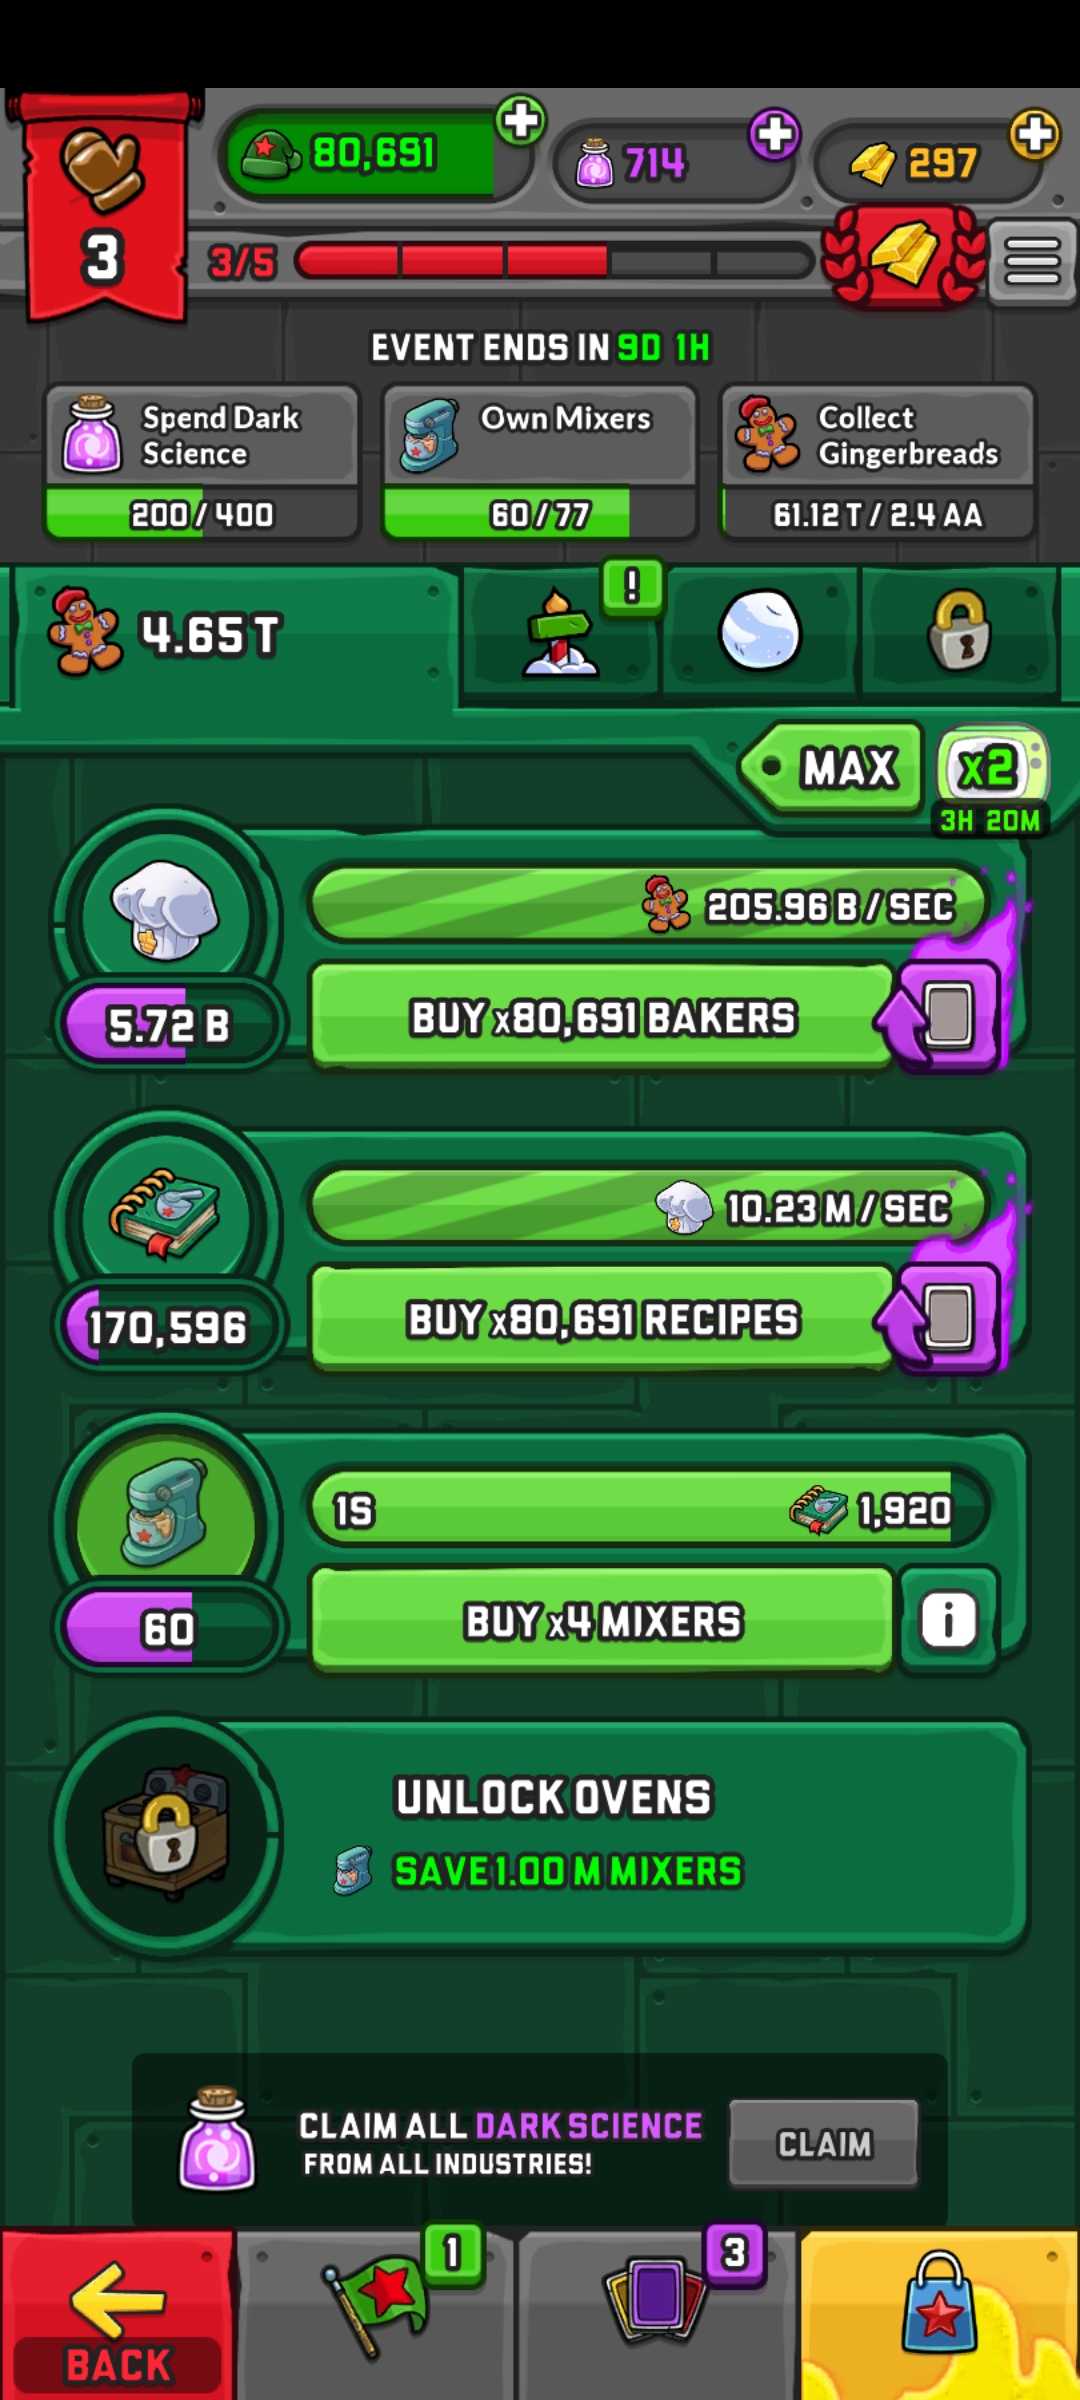 80,691
714
297
3
3/5
EVENT ENDS IN 9D 1H
Spend Dark Science
200 / 400
Own Mixers
60 / 77
Collect Gingerbreads
61.12 T / 2.4 AA
4.65 T
!
MAX
x2
3H 20M
205.96 B / SEC
5.72 B
BUY x80,691 BAKERS
10.23 M / SEC
170,596
BUY x80,691 RECIPES
1S
1,920
60
BUY x4 MIXERS
i
UNLOCK OVENS
SAVE 1.00 M MIXERS
CLAIM ALL DARK SCIENCE
FROM ALL INDUSTRIES!
CLAIM
1
3
BACK